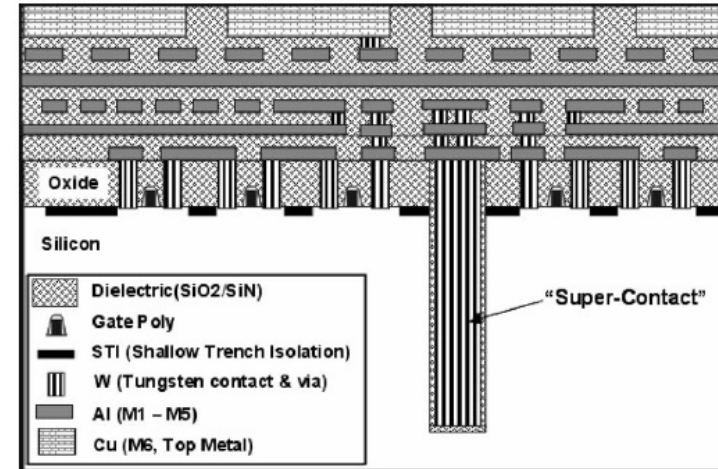 Oxide
Silicon
"Super-Contact"
Dielectric(SiO2/SiN)
Gate Poly
STI (Shallow Trench Isolation)
W (Tungsten contact & via)
Al (M1 – M5)
Cu (M6, Top Metal)